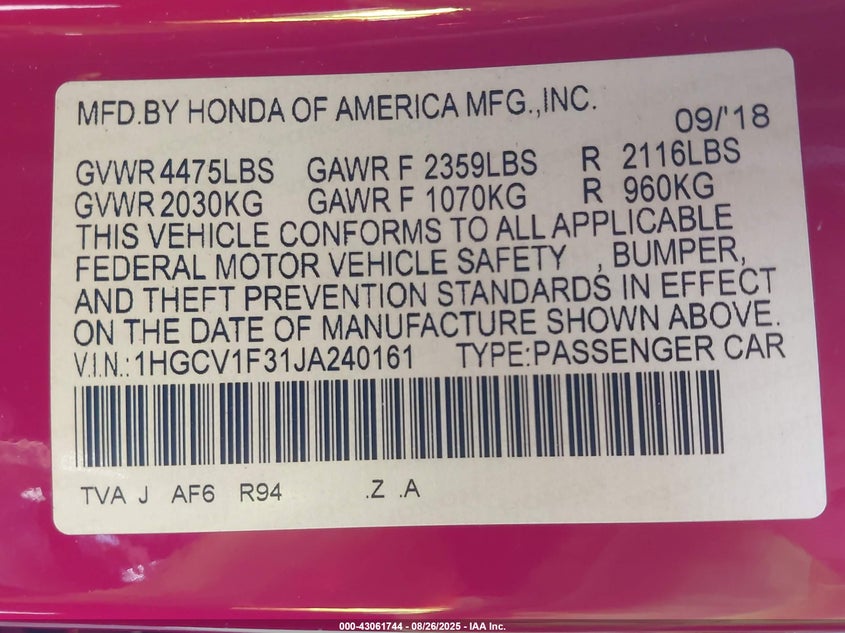 MFD.BY HONDA OF AMERICA MFG.,INC.
09/'18
GVWR 4475LBS GAWR F 2359LBS R 2116LBS
GVWR 2030KG GAWR F 1070KG R 960KG
THIS VEHICLE CONFORMS TO ALL APPLICABLE
FEDERAL MOTOR VEHICLE SAFETY , BUMPER,
AND THEFT PREVENTION STANDARDS IN EFFECT
ON THE DATE OF MANUFACTURE SHOWN ABOVE.
V.I.N.:1HGCV1F31JA240161 TYPE:PASSENGER CAR
TVA J AF6 R94 .Z .A
000-43061744 - 08/26/2025 - IAA Inc.